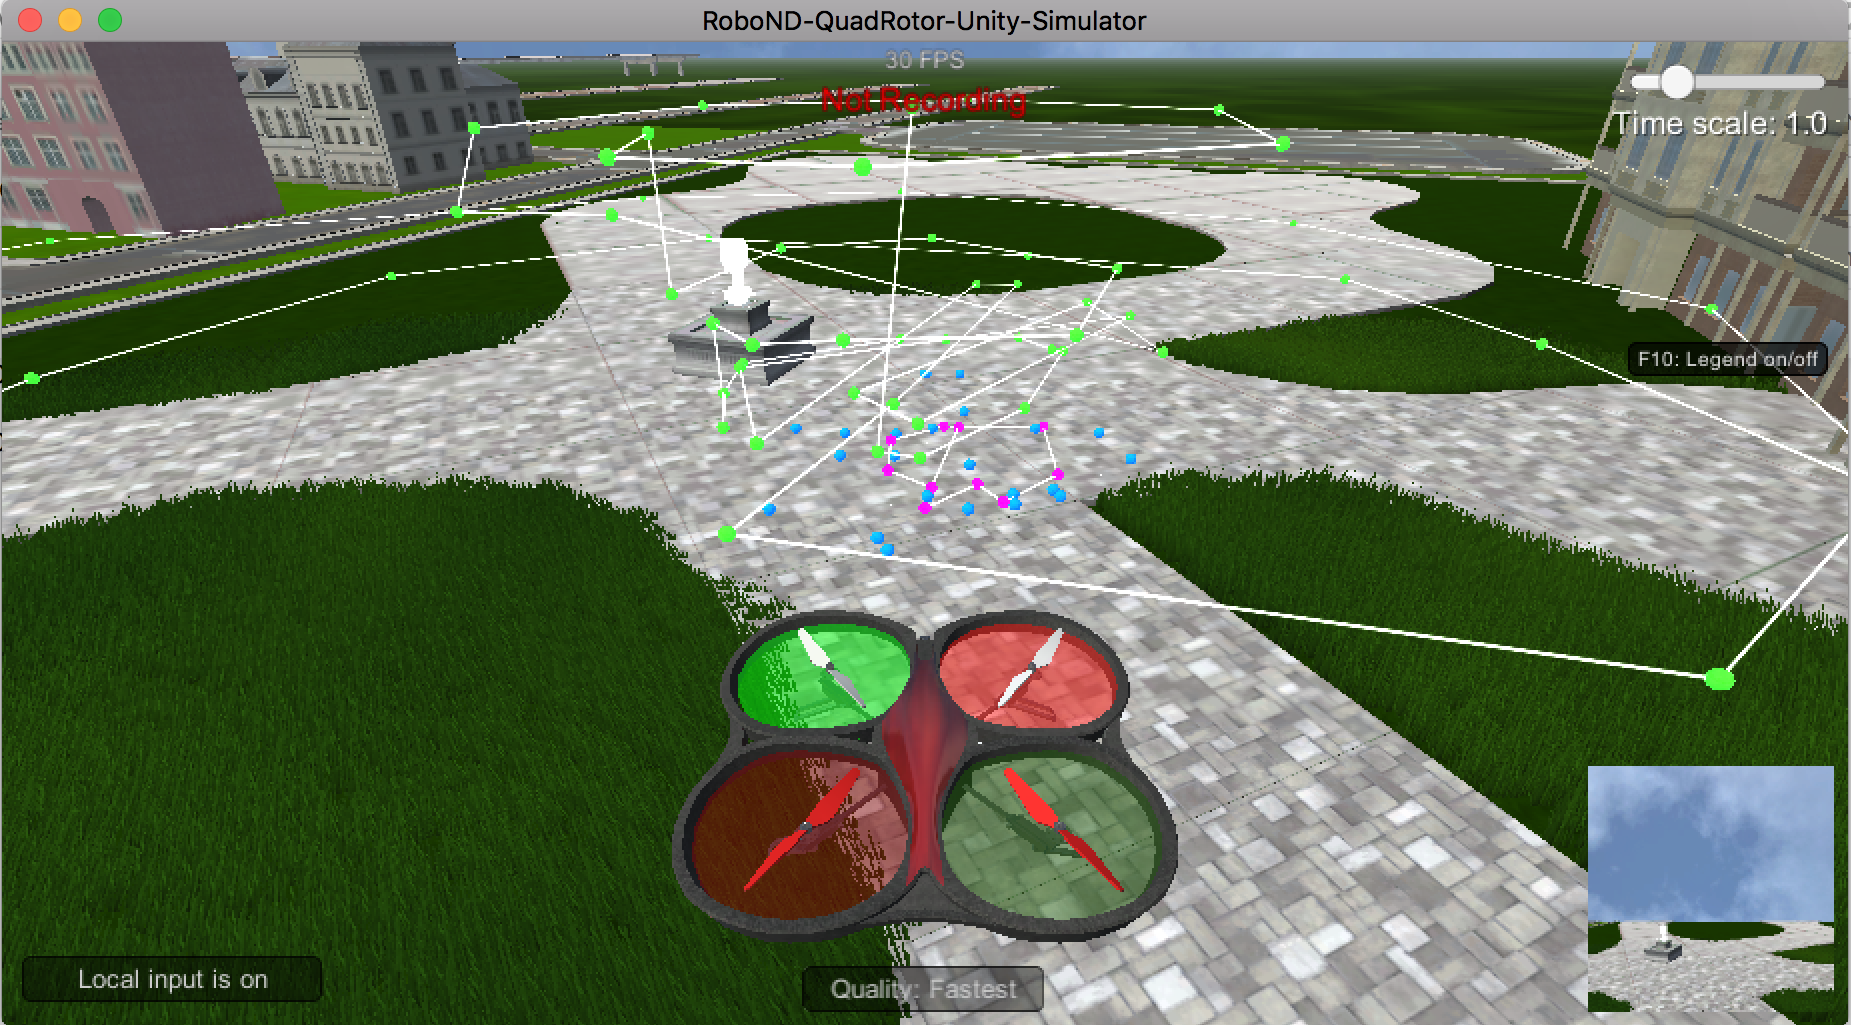 RoboND-QuadRotor-Unity-Simulator
30 FPS
Not Recording
Time scale: 1.0
F10: Legend on/off
Local input is on
Quality: Fastest